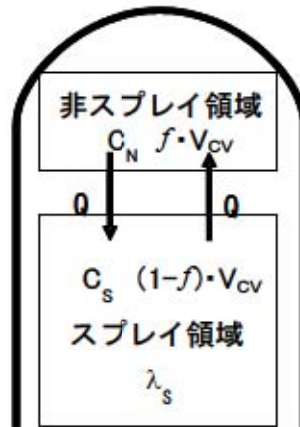 非スプレイ領域
C_N f・V_CV
Q Q
C_S (1-f)・V_CV
スプレイ領域
λ_S